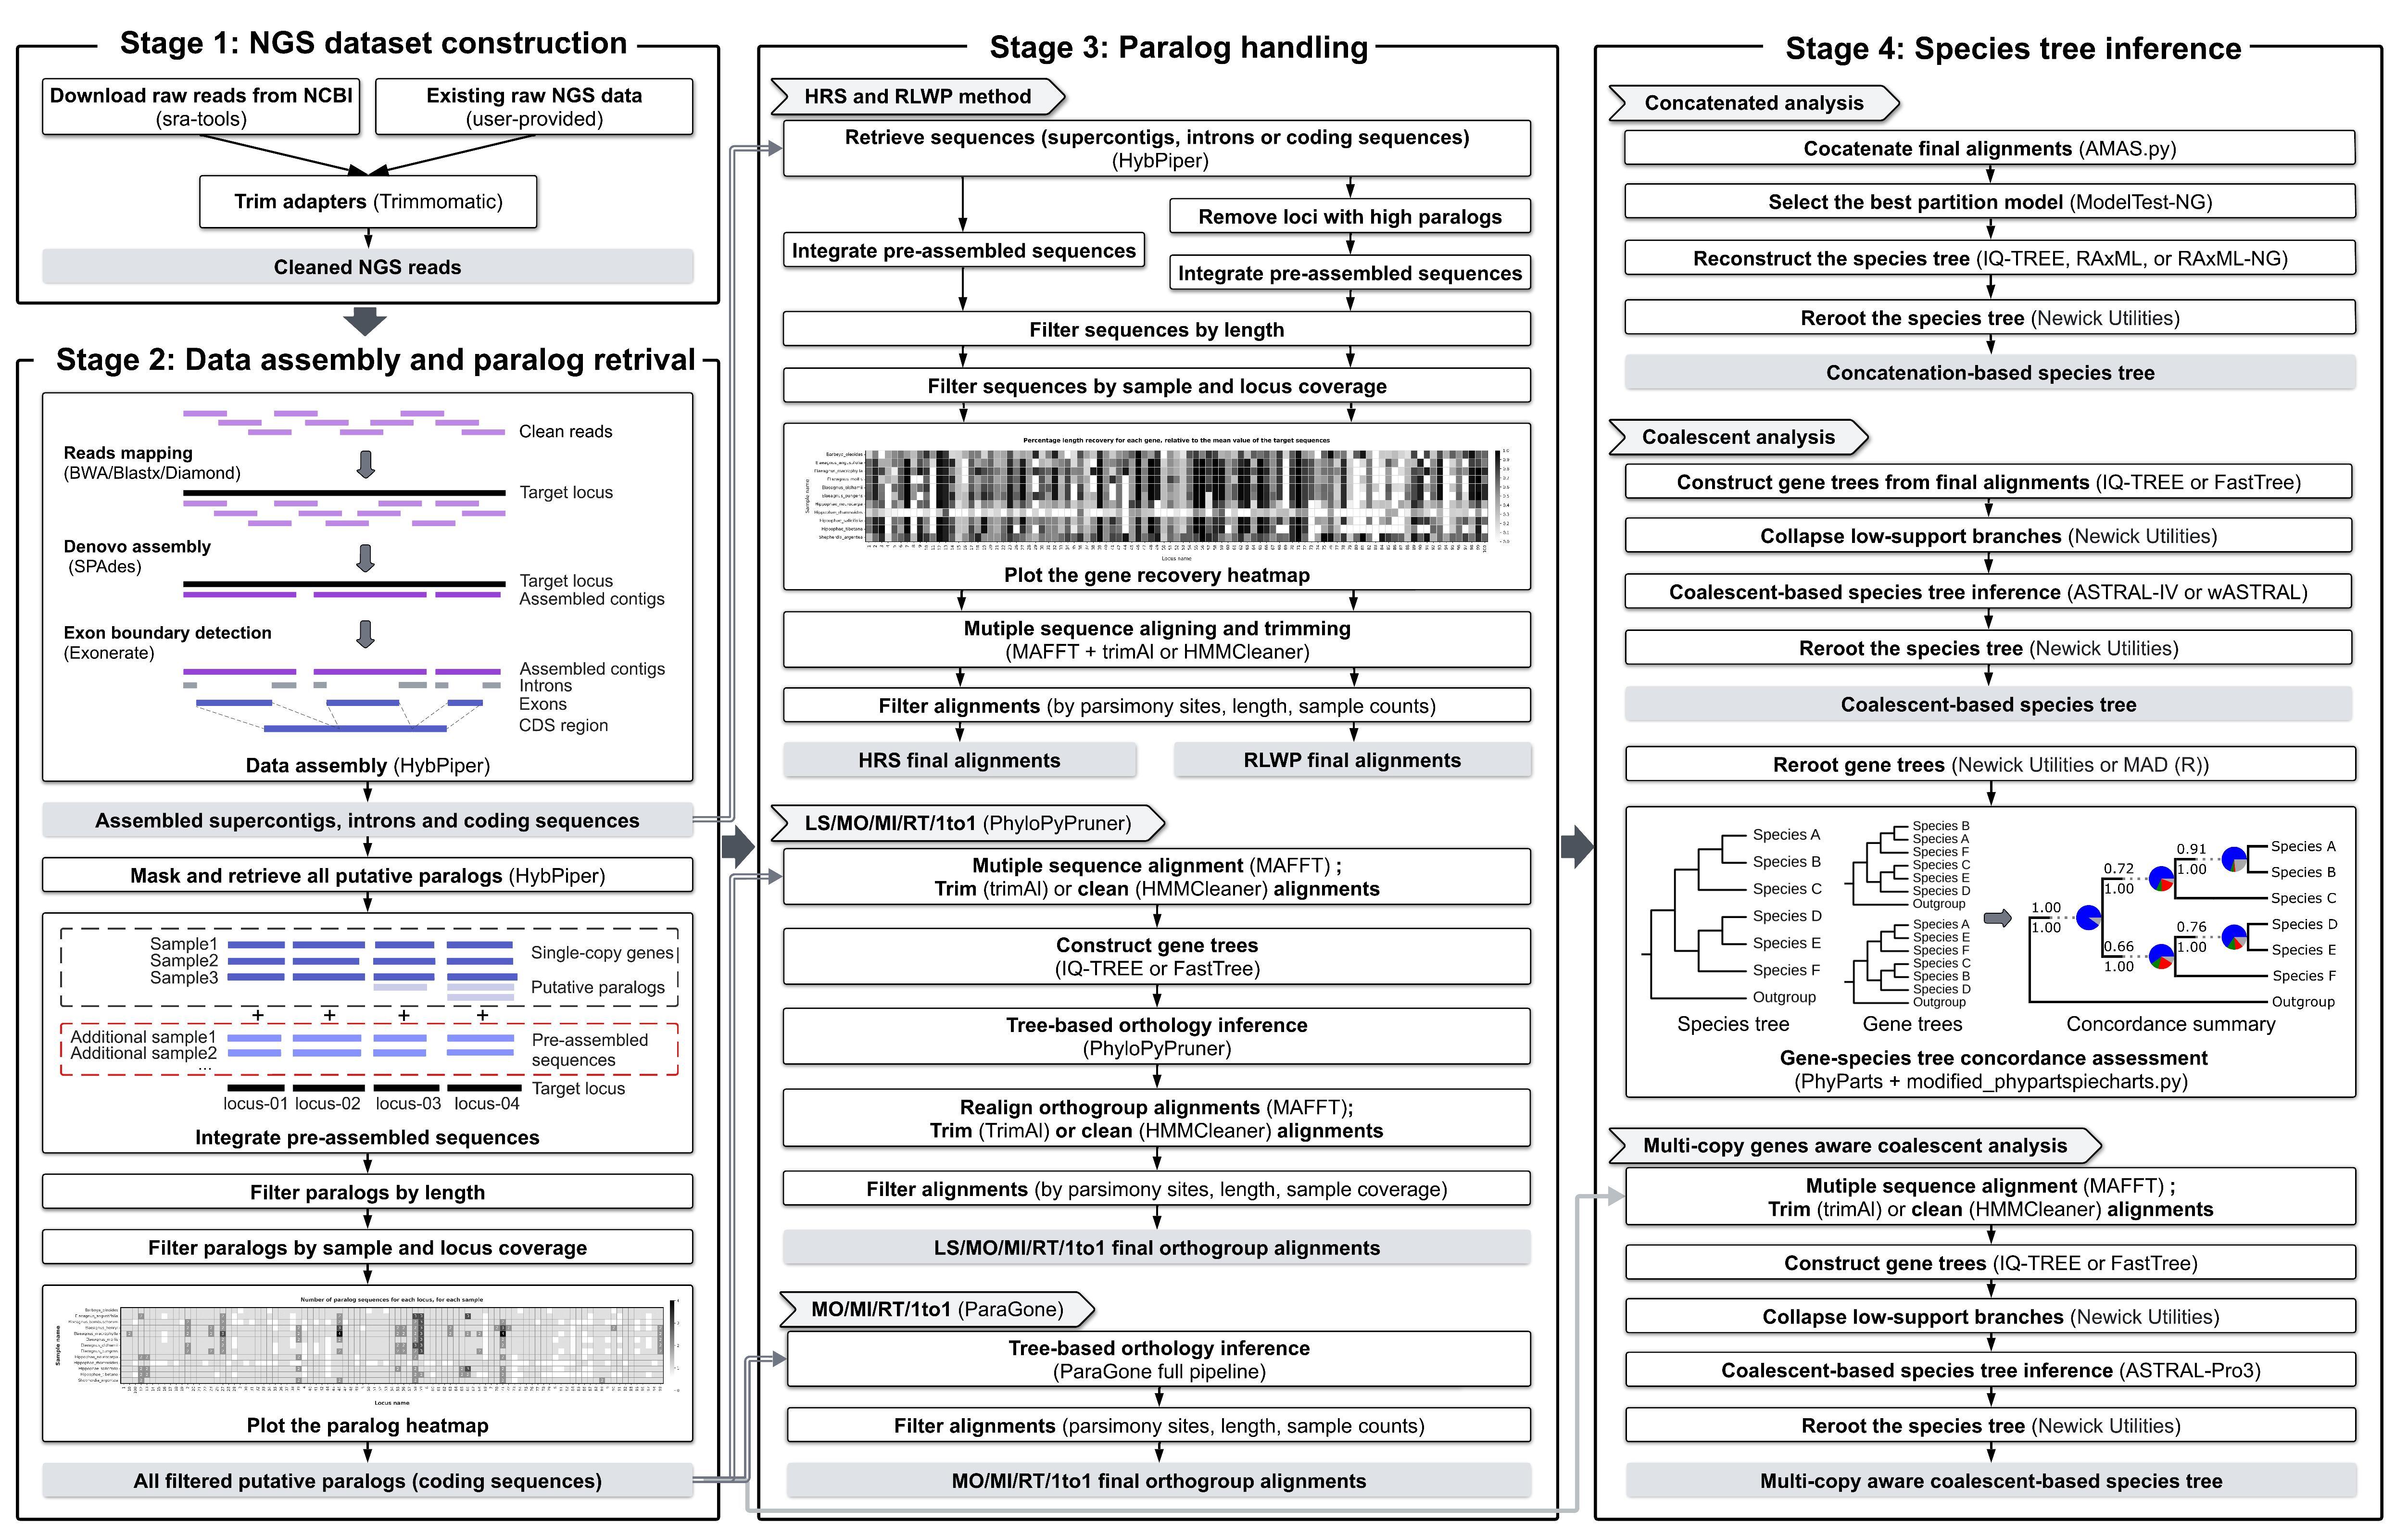 Stage 1: NGS dataset construction
Download raw reads from NCBI
(sra-tools)
Existing raw NGS data
(user-provided)
Trim adapters (Trimmomatic)
Cleaned NGS reads
Stage 2: Data assembly and paralog retrival
Clean reads
Reads mapping
(BWA/Blastx/Diamond)
Target locus
Denovo assembly
(SPAdes)
Target locus
Assembled contigs
Exon boundary detection
(Exonerate)
Assembled contigs
Introns
Exons
CDS region
Data assembly (HybPiper)
Assembled supercontigs, introns and coding sequences
Mask and retrieve all putative paralogs (HybPiper)
Sample1
Sample2
Sample3
Single-copy genes
Putative paralogs
+ + + +
Additional sample1
Additional sample2
...
Pre-assembled
sequences
Target locus
locus-01 locus-02 locus-03 locus-04
Integrate pre-assembled sequences
Filter paralogs by length
Filter paralogs by sample and locus coverage
Number of paralog sequences for each locus, for each sample
Sample name
Locus name
Plot the paralog heatmap
All filtered putative paralogs (coding sequences)
Stage 3: Paralog handling
HRS and RLWP method
Retrieve sequences (supercontigs, introns or coding sequences)
(HybPiper)
Remove loci with high paralogs
Integrate pre-assembled sequences
Integrate pre-assembled sequences
Filter sequences by length
Filter sequences by sample and locus coverage
Percentage length recovery for each gene, relative to the mean value of the target sequences
Sample name
Locus name
Plot the gene recovery heatmap
Mutiple sequence aligning and trimming
(MAFFT + trimAl or HMMCleaner)
Filter alignments (by parsimony sites, length, sample counts)
HRS final alignments
RLWP final alignments
LS/MO/MI/RT/1to1 (PhyloPyPruner)
Mutiple sequence alignment (MAFFT) ;
Trim (trimAl) or clean (HMMCleaner) alignments
Construct gene trees
(IQ-TREE or FastTree)
Tree-based orthology inference
(PhyloPyPruner)
Realign orthogroup alignments (MAFFT);
Trim (TrimAl) or clean (HMMCleaner) alignments
Filter alignments (by parsimony sites, length, sample coverage)
LS/MO/MI/RT/1to1 final orthogroup alignments
MO/MI/RT/1to1 (ParaGone)
Tree-based orthology inference
(ParaGone full pipeline)
Filter alignments (parsimony sites, length, sample counts)
MO/MI/RT/1to1 final orthogroup alignments
Stage 4: Species tree inference
Concatenated analysis
Cocatenate final alignments (AMAS.py)
Select the best partition model (ModelTest-NG)
Reconstruct the species tree (IQ-TREE, RAxML, or RAxML-NG)
Reroot the species tree (Newick Utilities)
Concatenation-based species tree
Coalescent analysis
Construct gene trees from final alignments (IQ-TREE or FastTree)
Collapse low-support branches (Newick Utilities)
Coalescent-based species tree inference (ASTRAL-IV or wASTRAL)
Reroot the species tree (Newick Utilities)
Coalescent-based species tree
Reroot gene trees (Newick Utilities or MAD (R))
Species A
Species B
Species C
Species D
Species E
Species F
Outgroup
Species tree
Species B
Species A
Species F
Species C
Species E
Species D
Outgroup
Species A
Species E
Species F
Species C
Species B
Species D
Outgroup
Gene trees
1.00
1.00
0.72
1.00
0.91
1.00
0.66
1.00
0.76
1.00
Species A
Species B
Species C
Species D
Species E
Species F
Outgroup
Concordance summary
Gene-species tree concordance assessment
(PhyParts + modified_phypartspiecharts.py)
Multi-copy genes aware coalescent analysis
Mutiple sequence alignment (MAFFT) ;
Trim (trimAl) or clean (HMMCleaner) alignments
Construct gene trees (IQ-TREE or FastTree)
Collapse low-support branches (Newick Utilities)
Coalescent-based species tree inference (ASTRAL-Pro3)
Reroot the species tree (Newick Utilities)
Multi-copy aware coalescent-based species tree